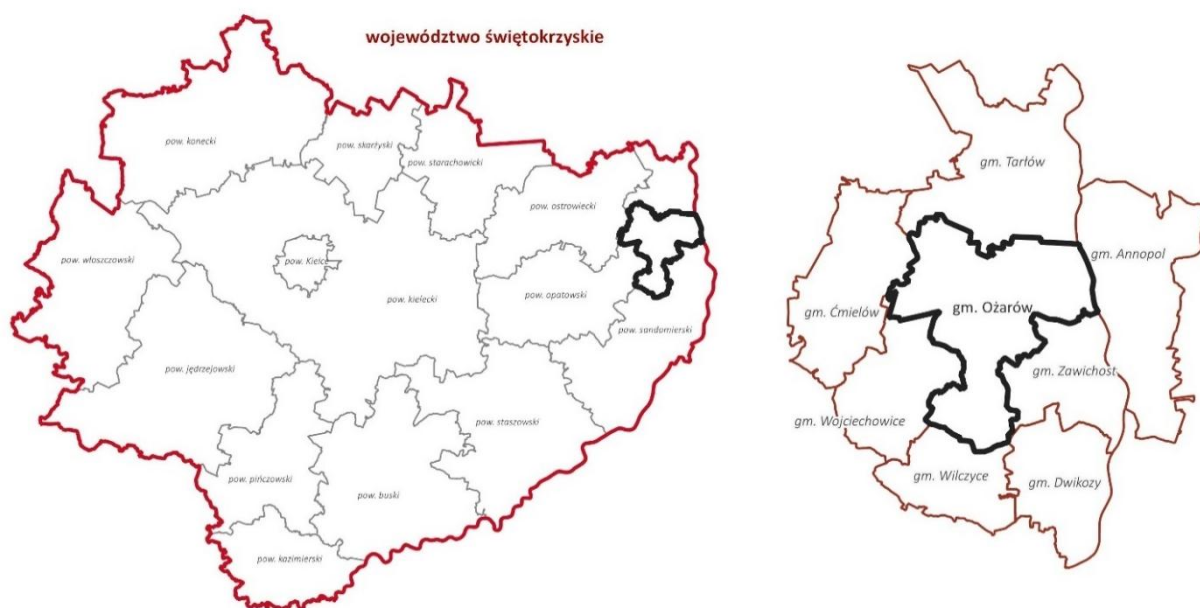 województwo świętokrzyskie
pow. konecki
pow. skarżyski
pow. starachowicki
pow. ostrowiecki
pow. włoszczowski
pow. Kielce
pow. kielecki
pow. opatowski
pow. sandomierski
pow. jędrzejowski
pow. staszowski
pow. pińczowski
pow. buski
pow. kazimierski
gm. Tarłów
gm. Annopol
gm. Ćmielów
gm. Ożarów
gm. Zawichost
gm. Wojciechowice
gm. Wilczyce
gm. Dwikozy